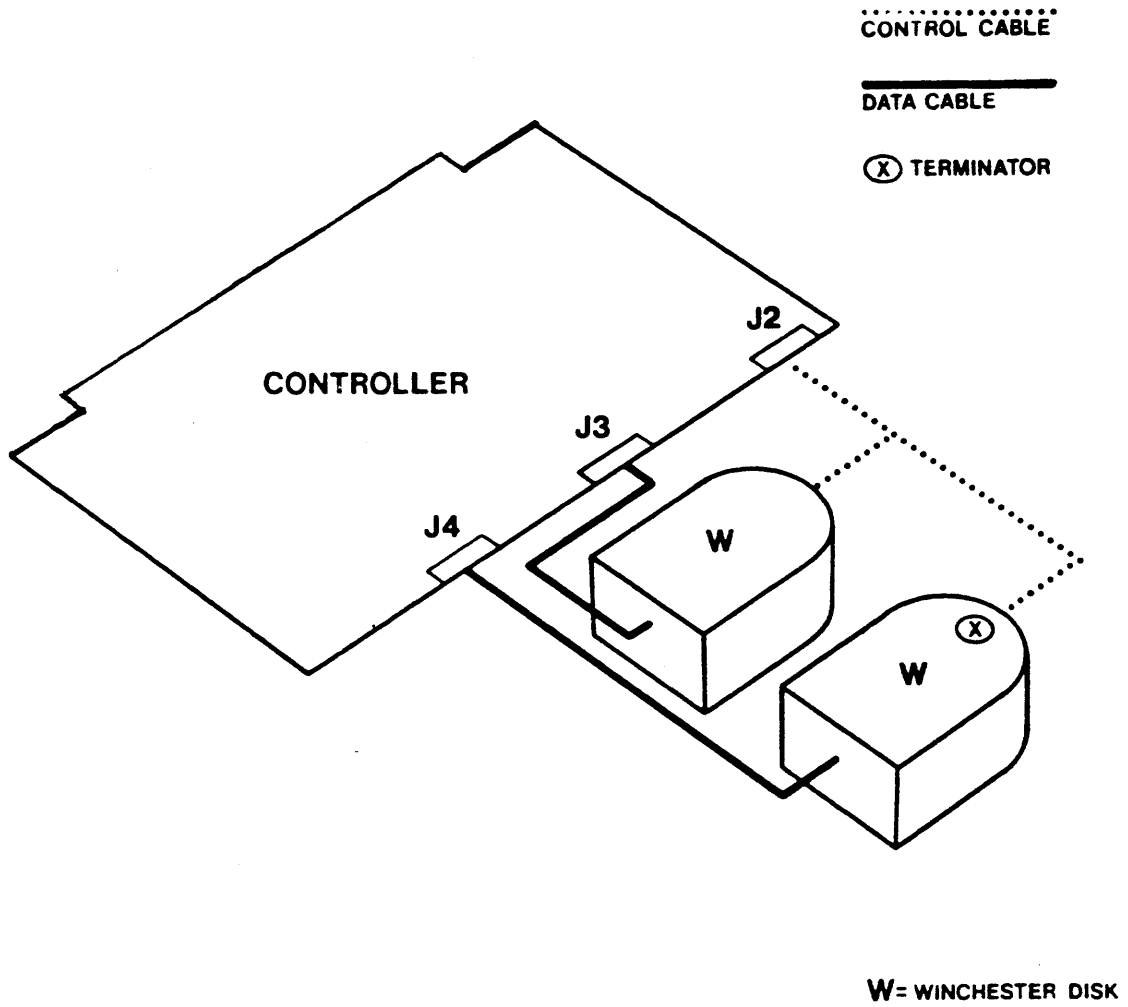 CONTROL CABLE
DATA CABLE
X TERMINATOR
J2
CONTROLLER
J3
J4
W
X
W
W= WINCHESTER DISK